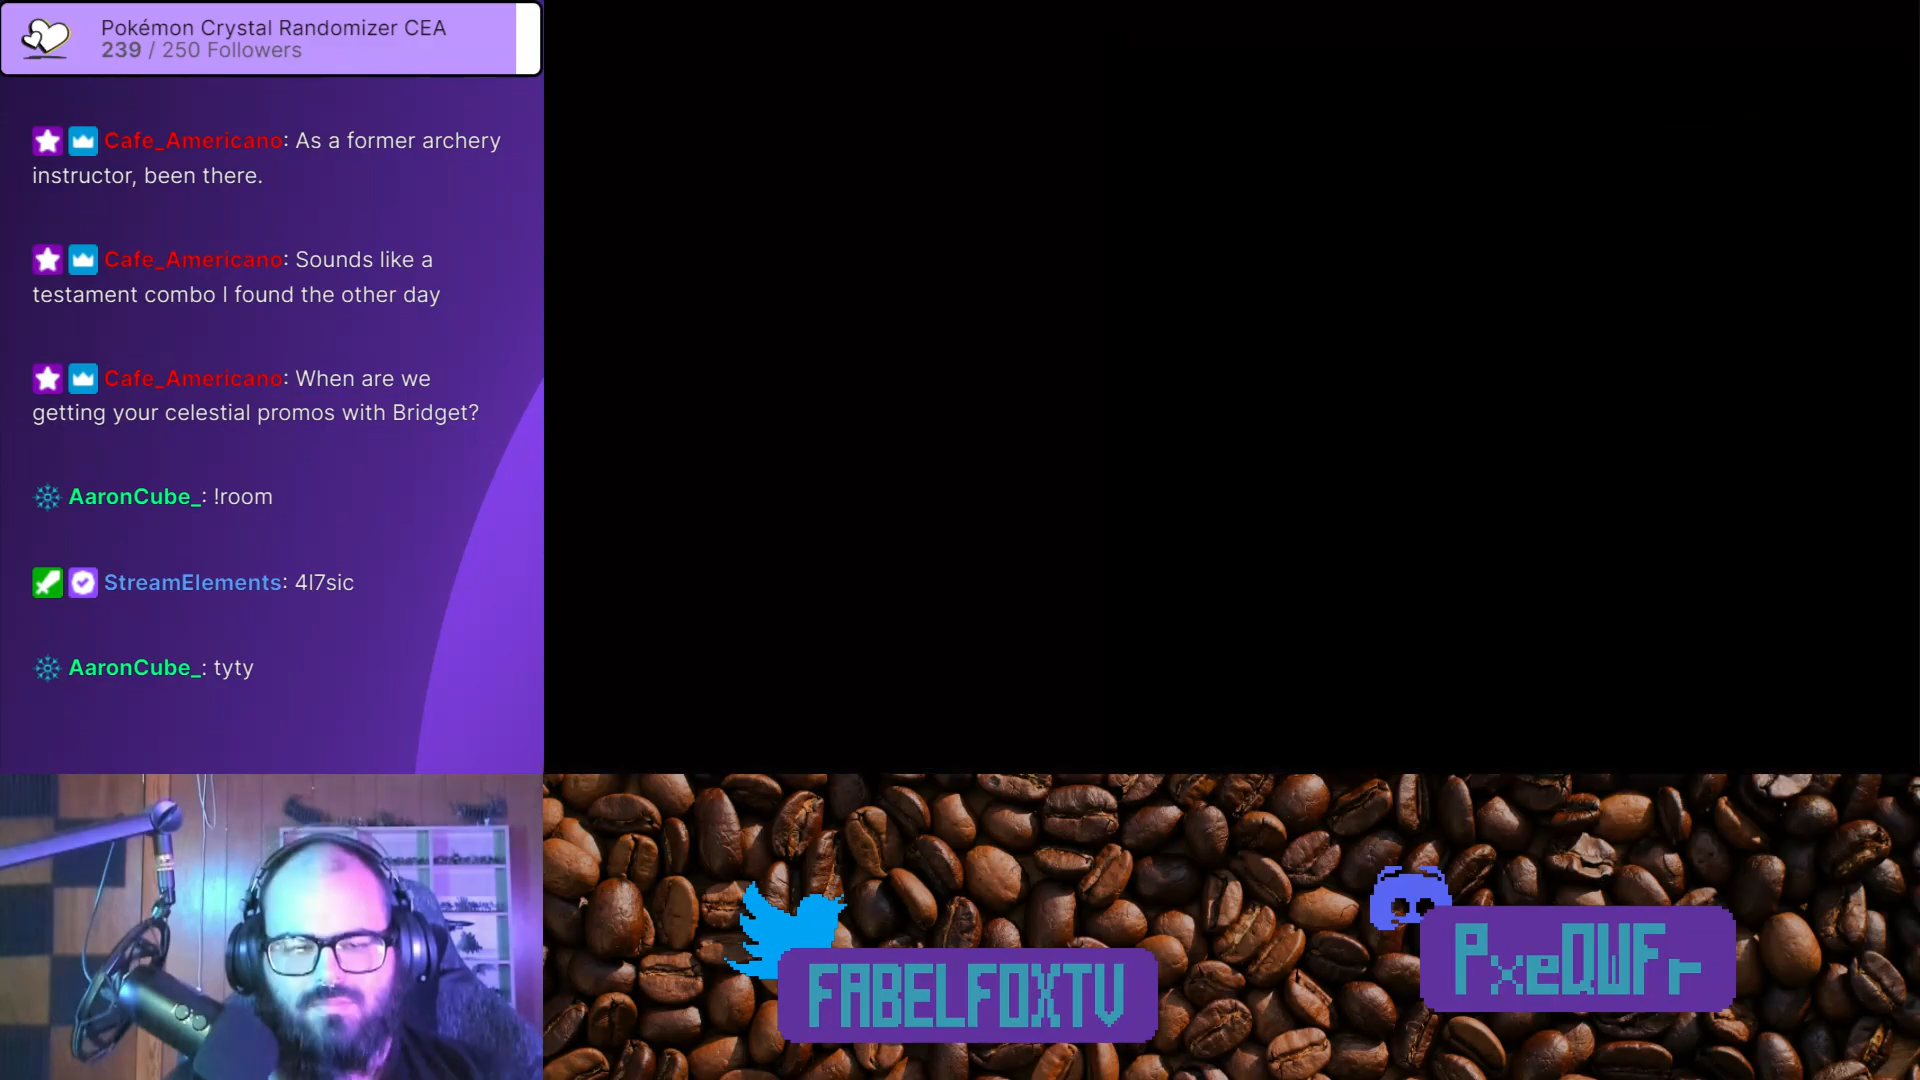 Pokémon Crystal Randomizer CEA
239 / 250 Followers
Cafe_Americano: As a former archery
instructor, been there.
Cafe_Americano: Sounds like a
testament combo I found the other day
Cafe_Americano: When are we
getting your celestial promos with Bridget?
AaronCube_: !room
StreamElements: 4l7sic
AaronCube_: tyty
FABELFOXTV
PxeQWFr